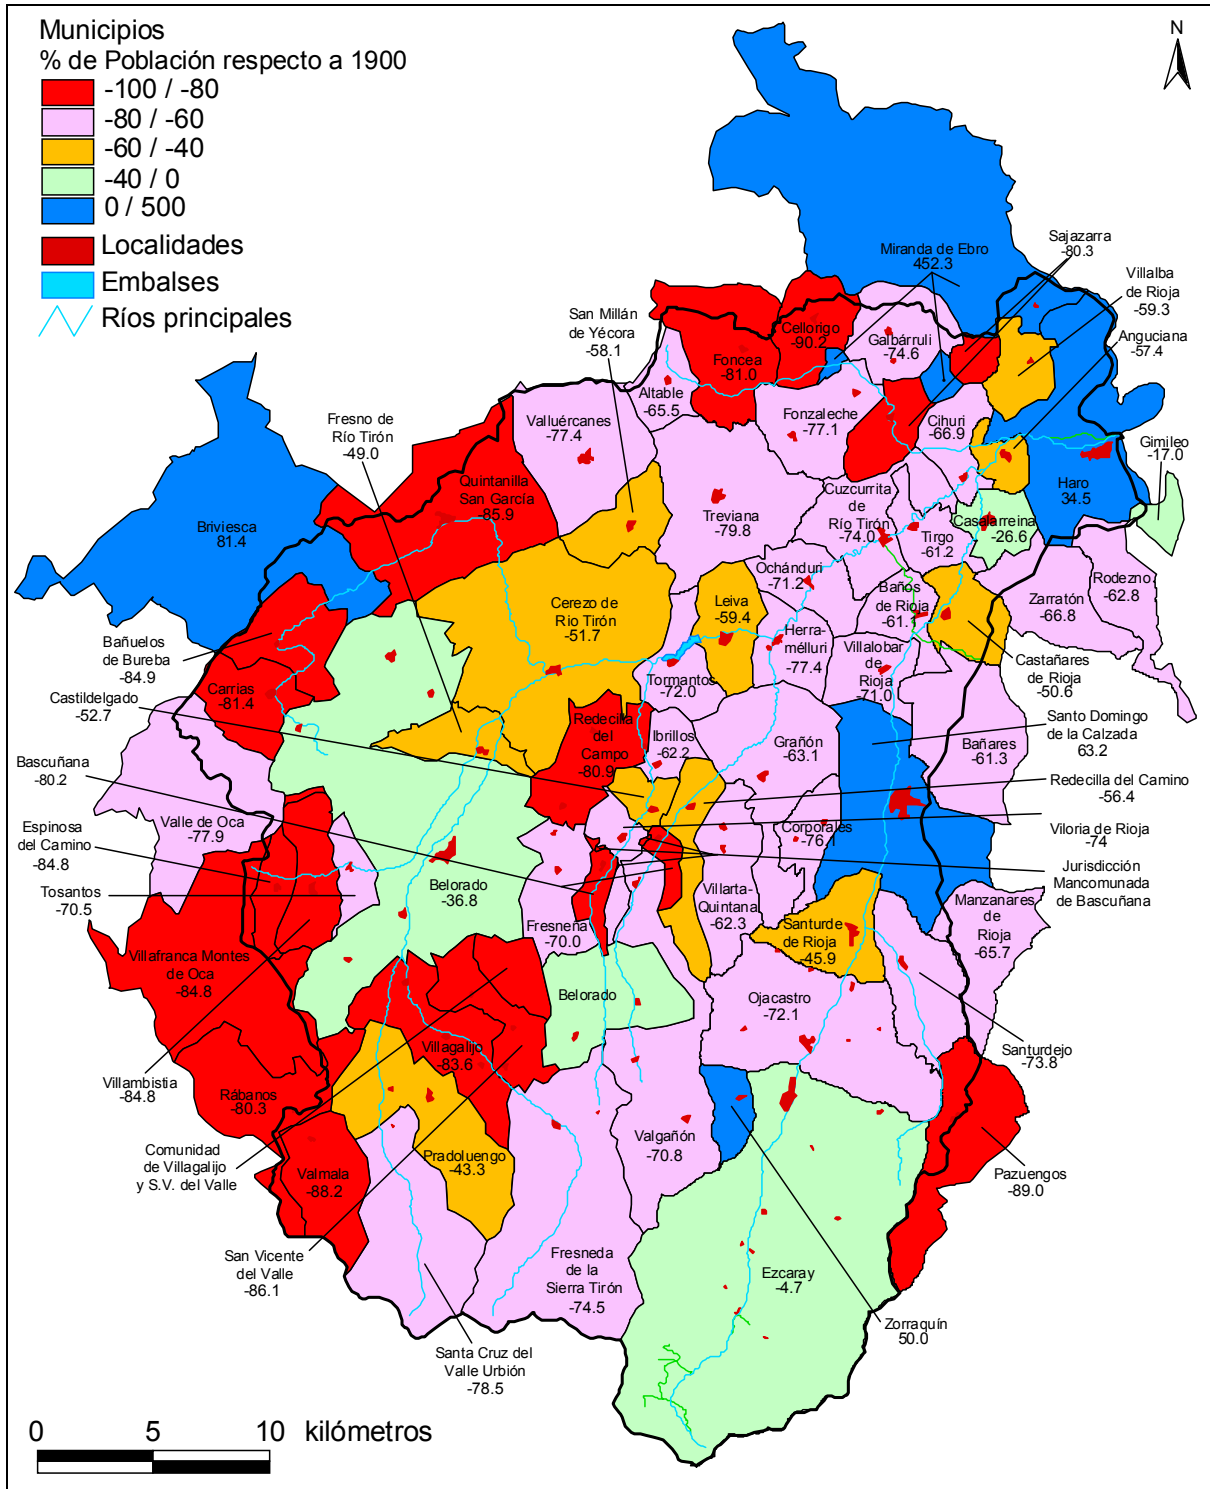 Municipios
% de Población respecto a 1900
-100 / -80
-80 / -60
-60 / -40
-40 / 0
0 / 500
Localidades
Embalses
Ríos principales
N
Miranda de Ebro
452.3
Sajazarra
-80.3
Villalba
de Rioja
-59.3
Anguciana
-57.4
San Millán
de Yécora
-58.1
Cellorigo
-90.2
Foncea
-81.0
Galbárruli
-74.6
Altable
-65.5
Fonzaleche
-77.1
Cihuri
-66.9
Gimileo
-17.0
Haro
34.5
Fresno de
Río Tirón
-49.0
Valluércanes
-77.4
Quintanilla
San García
-85.9
Treviana
-79.8
Cuzcurrita
de
Río Tirón
-74.0
Tirgo
-61.2
Casalarreina
-26.6
Briviesca
81.4
Ochánduri
-71.2
Baños
de Rioja
-61.1
Zarratón
-66.8
Rodezno
-62.8
Cerezo de
Rio Tirón
-51.7
Leiva
-59.4
Herra-
mélluri
-77.4
Villalobar
de
Rioja
-71.0
Castañares
de Rioja
-50.6
Bañuelos
de Bureba
-84.9
Carrias
-81.4
Tormantos
-72.0
Castildelgado
-52.7
Redecilla
del
Campo
-80.9
Ibrillos
-62.2
Grañón
-63.1
Santo Domingo
de la Calzada
63.2
Bañares
-61.3
Bascuñana
-80.2
Redecilla del Camino
-56.4
Valle de Oca
-77.9
Corporales
-76.1
Viloria de Rioja
-74
Espinosa
del Camino
-84.8
Jurisdicción
Mancomunada
de Bascuñana
Tosantos
-70.5
Belorado
-36.8
Fresneña
-70.0
Villarta-
Quintana
-62.3
Santurde
de Rioja
-45.9
Manzanares
de
Rioja
-65.7
Villafranca Montes
de Oca
-84.8
Belorado
Ojacastro
-72.1
Santurdejo
-73.8
Villambistia
-84.8
Rábanos
-80.3
Villagalijo
-83.6
Comunidad
de Villagalijo
y S.V. del Valle
Valmala
-88.2
Pradoluengo
-43.3
Valgañón
-70.8
Pazuengos
-89.0
San Vicente
del Valle
-86.1
Fresneda
de la
Sierra Tirón
-74.5
Ezcaray
-4.7
Zorraquín
50.0
Santa Cruz del
Valle Urbión
-78.5
0 5 10 kilómetros